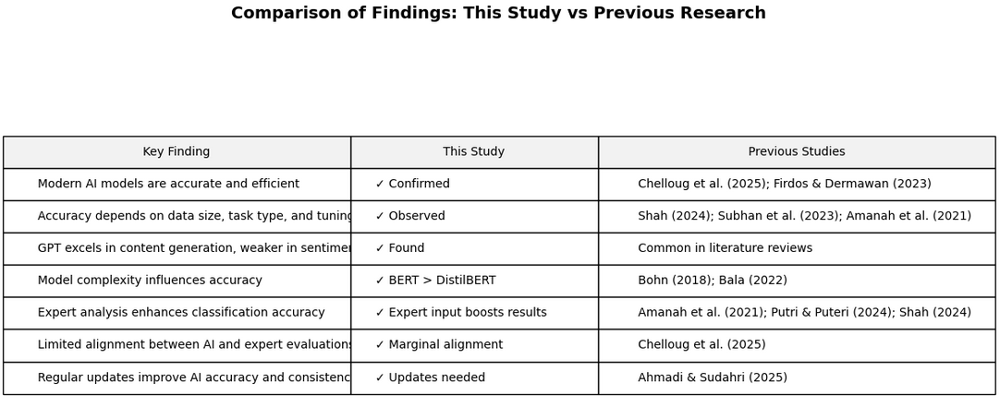 Comparison of Findings: This Study vs Previous Research
Key Finding This Study Previous Studies
Modern AI models are accurate and efficient ✓ Confirmed Chelloug et al. (2025); Firdos & Dermawan (2023)
Accuracy depends on data size, task type, and tuning ✓ Observed Shah (2024); Subhan et al. (2023); Amanah et al. (2021)
GPT excels in content generation, weaker in sentimen ✓ Found Common in literature reviews
Model complexity influences accuracy ✓ BERT > DistilBERT Bohn (2018); Bala (2022)
Expert analysis enhances classification accuracy ✓ Expert input boosts results Amanah et al. (2021); Putri & Puteri (2024); Shah (2024)
Limited alignment between AI and expert evaluations ✓ Marginal alignment Chelloug et al. (2025)
Regular updates improve AI accuracy and consistenc ✓ Updates needed Ahmadi & Sudahri (2025)